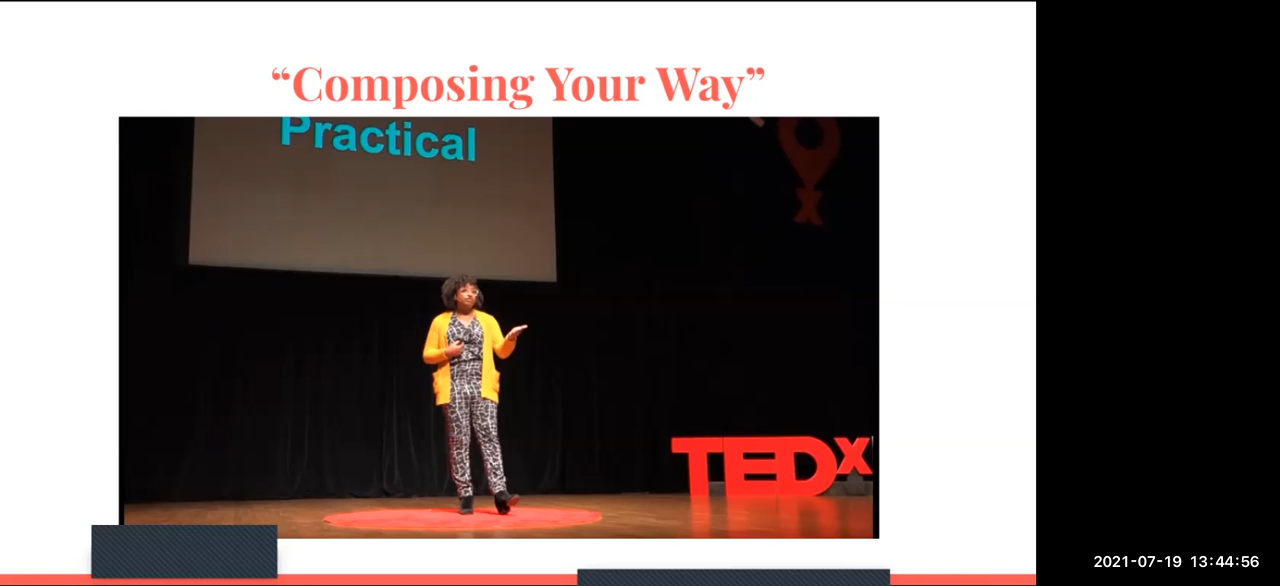 “Composing Your Way”
Practical
x
TEDx
2021-07-19 13:44:56